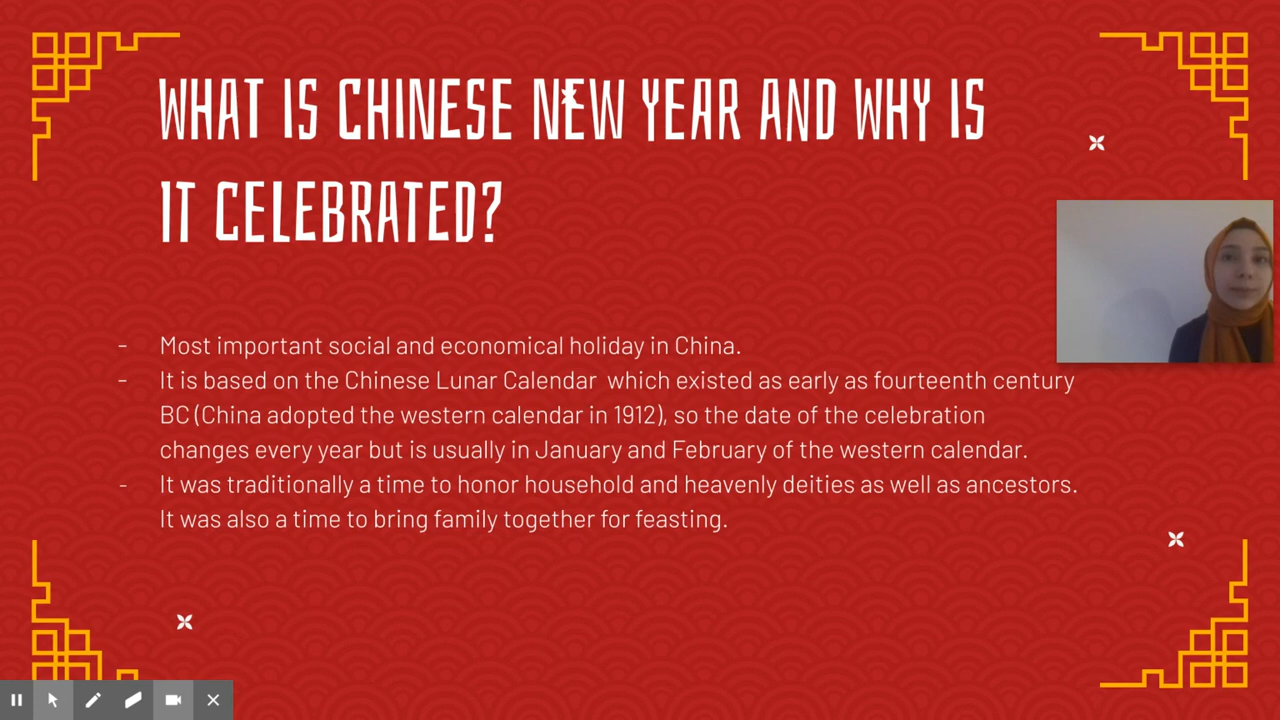 WHAT IS CHINESE NEW YEAR AND WHY IS
IT CELEBRATED?
- Most important social and economical holiday in China.
- It is based on the Chinese Lunar Calendar which existed as early as fourteenth century
BC (China adopted the western calendar in 1912), so the date of the celebration
changes every year but is usually in January and February of the western calendar.
- It was traditionally a time to honor household and heavenly deities as well as ancestors.
It was also a time to bring family together for feasting.